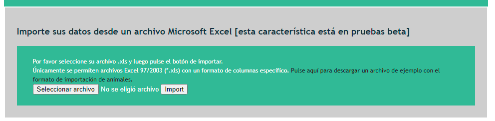 Importe sus datos desde un archivo Microsoft Excel [esta característica está en pruebas beta]
Por favor seleccione su archivo .xls y luego pulse el botón de importar.
Únicamente se permiten archivos Excel 97/2003 (*.xls) con un formato de columnas específico. Pulse aquí para descargar un archivo de ejemplo con el
formato de importación de animales.
Seleccionar archivo No se eligió archivo Import